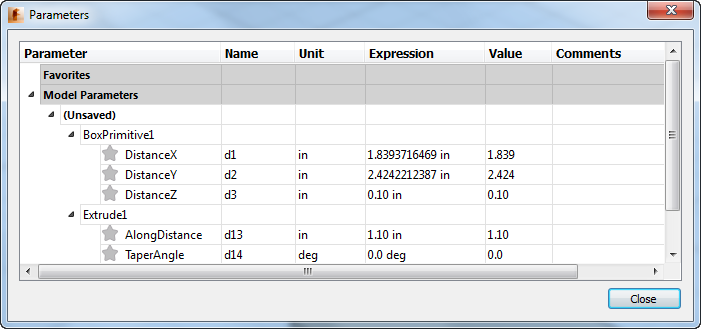 Parameters
Parameter Name Unit Expression Value Comments
Favorites
Model Parameters
(Unsaved)
BoxPrimitive1
DistanceX d1 in 1.8393716469 in 1.839
DistanceY d2 in 2.4242212387 in 2.424
DistanceZ d3 in 0.10 in 0.10
Extrude1
AlongDistance d13 in 1.10 in 1.10
TaperAngle d14 deg 0.0 deg 0.0
Close